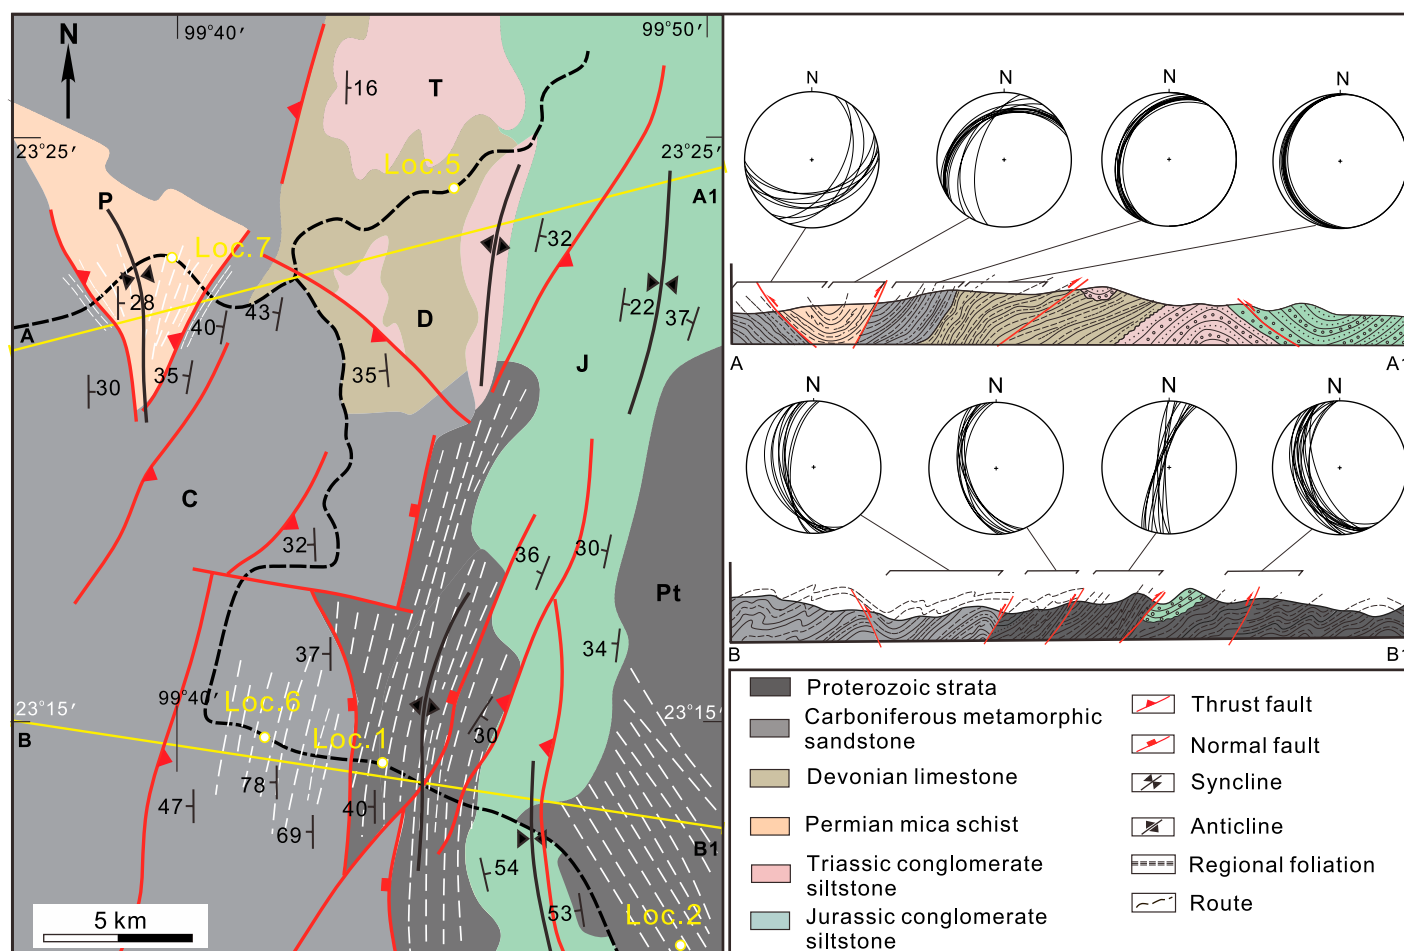 N
99°40′
99°50′
16
T
23°25′
23°25′
Loc.5
P
A1
Loc.7
32
28
22
37
43
40
A
D
35
35
30
J
C
36
30
32
Pt
34
37
99°40′
23°15′
Loc.6
23°15′
B
Loc.1
30
78
47
40
69
B1
54
53
Loc.2
5 km
N
N
N
N
A
A1
N
N
N
N
B
B1
Proterozoic strata
Carboniferous metamorphic
sandstone
Devonian limestone
Permian mica schist
Triassic conglomerate
siltstone
Jurassic conglomerate
siltstone
Thrust fault
Normal fault
Syncline
Anticline
Regional foliation
Route